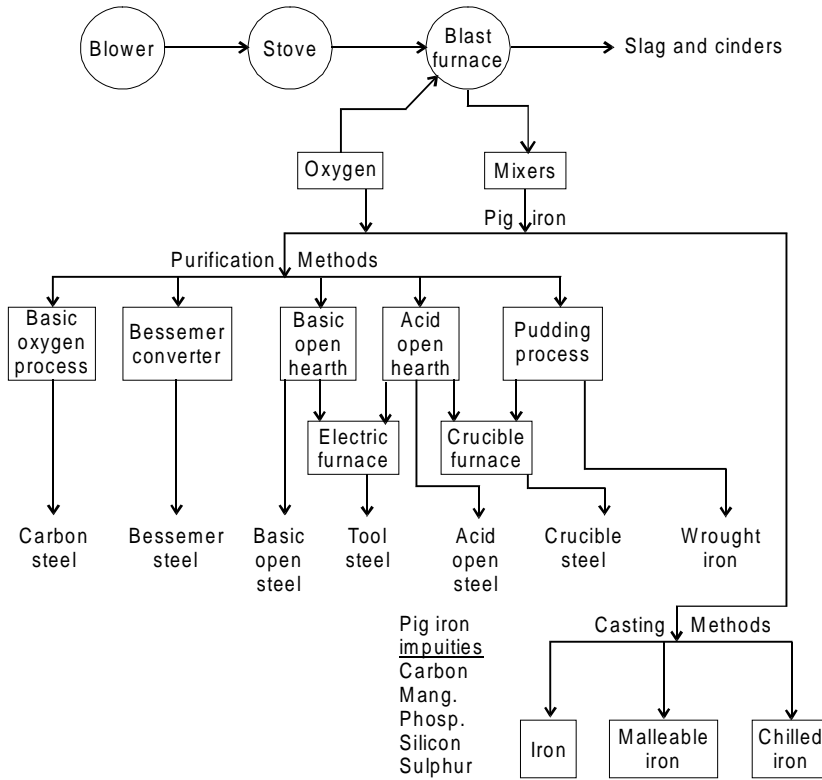 Blower
Stove
Blast
furnace
Slag and cinders
Oxygen
Mixers
Pig iron
Purification Methods
Basic
oxygen
process
Bessemer
converter
Basic
open
hearth
Acid
open
hearth
Pudding
process
Electric
furnace
Crucible
furnace
Carbon
steel
Bessemer
steel
Basic
open
steel
Tool
steel
Acid
open
steel
Crucible
steel
Wrought
iron
Pig iron
impuities
Carbon
Mang.
Phosp.
Silicon
Sulphur
Casting Methods
Iron
Malleable
iron
Chilled
iron